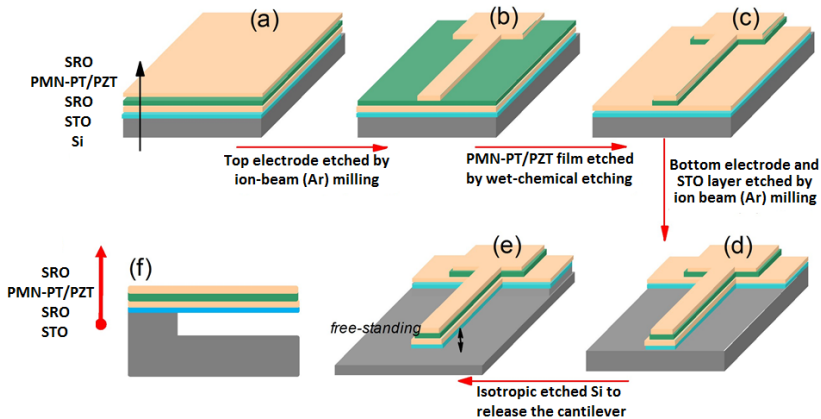 (a)
(b)
(c)
SRO
PMN-PT/PZT
SRO
STO
Si
Top electrode etched by
ion-beam (Ar) milling
PMN-PT/PZT film etched
by wet-chemical etching
Bottom electrode and
STO layer etched by
ion beam (Ar) milling
(f)
(e)
(d)
SRO
PMN-PT/PZT
SRO
STO
free-standing
Isotropic etched Si to
release the cantilever